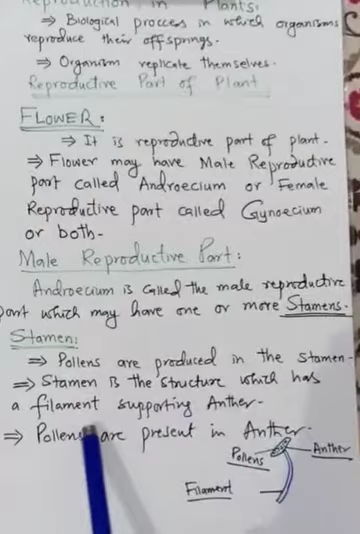 Reproduction in Plants:
⇒ Biological process in which organisms
reproduce their offsprings.
⇒ Organism replicate themselves.
Reproductive Part of Plant
FLOWER:
⇒ It is reproductive part of plant.
⇒ Flower may have Male Reproductive
part called Androecium or Female
Reproductive part called Gynoecium
or both-
Male Reproductive Part:
Androecium is called the male reproductive
part which may have one or more Stamens.
Stamen:
⇒ Pollens are produced in the stamen-
⇒ Stamen is the structure which has
a filament supporting Anther-
⇒ Pollens are present in Anther.
Pollens Anther
Filament